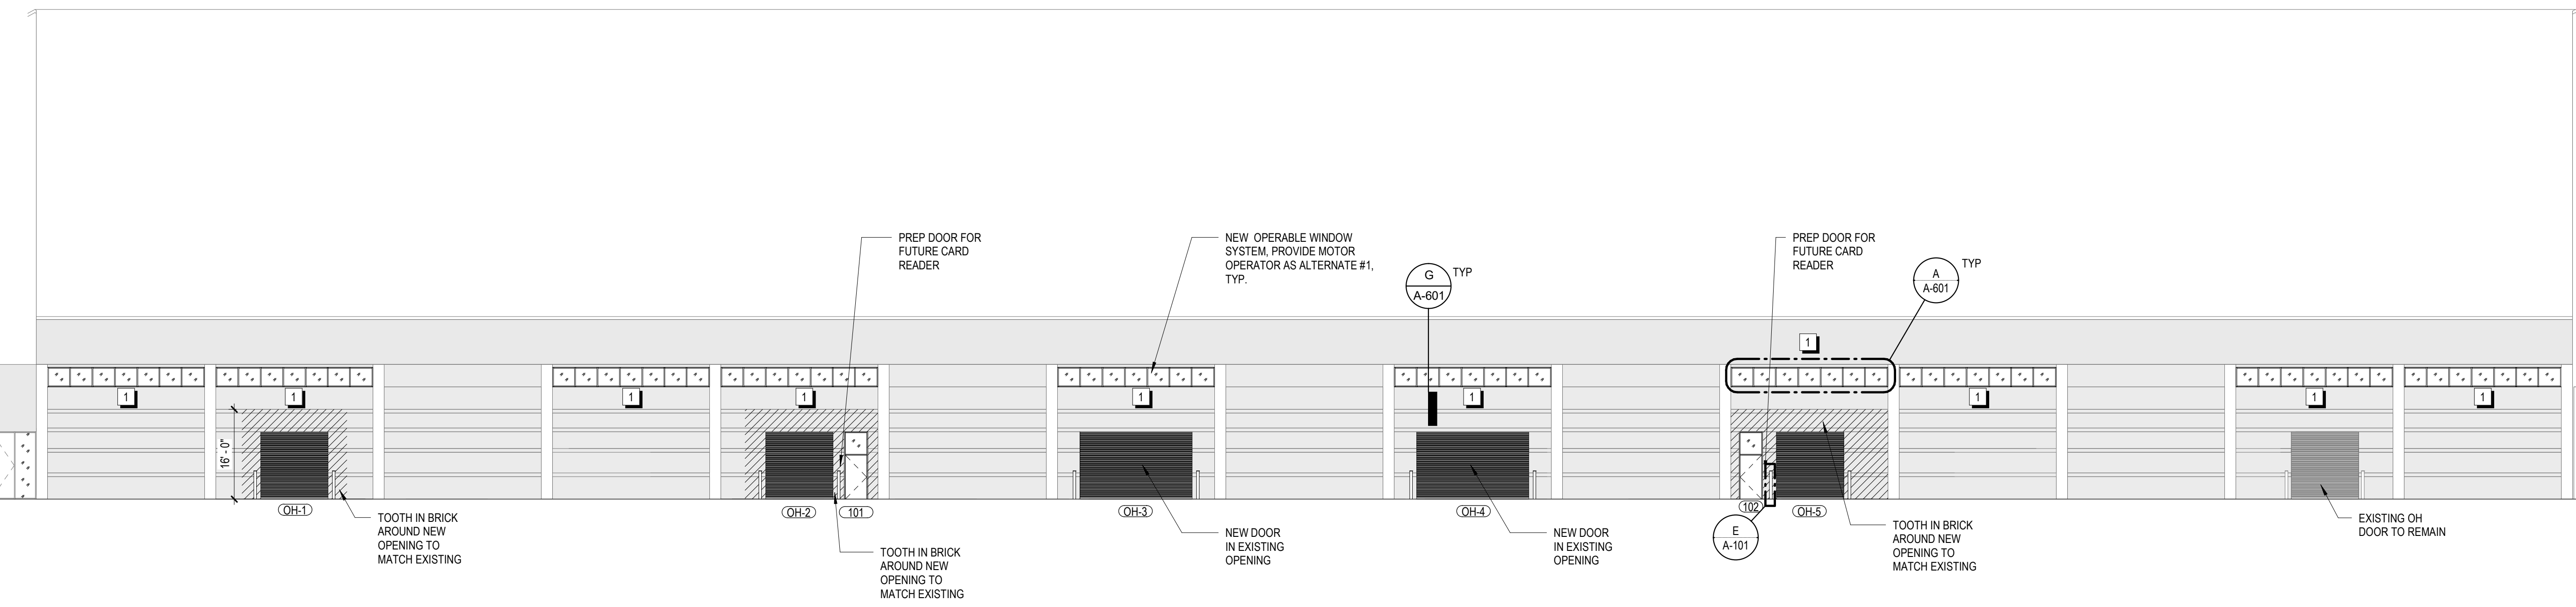 PREP DOOR FOR
FUTURE CARD
READER
NEW OPERABLE WINDOW
SYSTEM, PROVIDE MOTOR
OPERATOR AS ALTERNATE #1,
TYP.
G
A-601
TYP
PREP DOOR FOR
FUTURE CARD
READER
A
A-601
TYP
1
1
1
1
1
1
1
1
1
1
16' - 0"
OH-1
OH-2
101
OH-3
OH-4
102
OH-5
TOOTH IN BRICK
AROUND NEW
OPENING TO
MATCH EXISTING
TOOTH IN BRICK
AROUND NEW
OPENING TO
MATCH EXISTING
NEW DOOR
IN EXISTING
OPENING
NEW DOOR
IN EXISTING
OPENING
E
A-101
TOOTH IN BRICK
AROUND NEW
OPENING TO
MATCH EXISTING
EXISTING OH
DOOR TO REMAIN